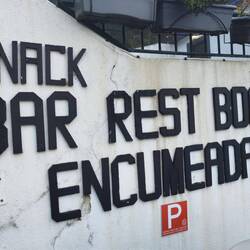 NACK
BAR REST BO
ENCUMEADA
P